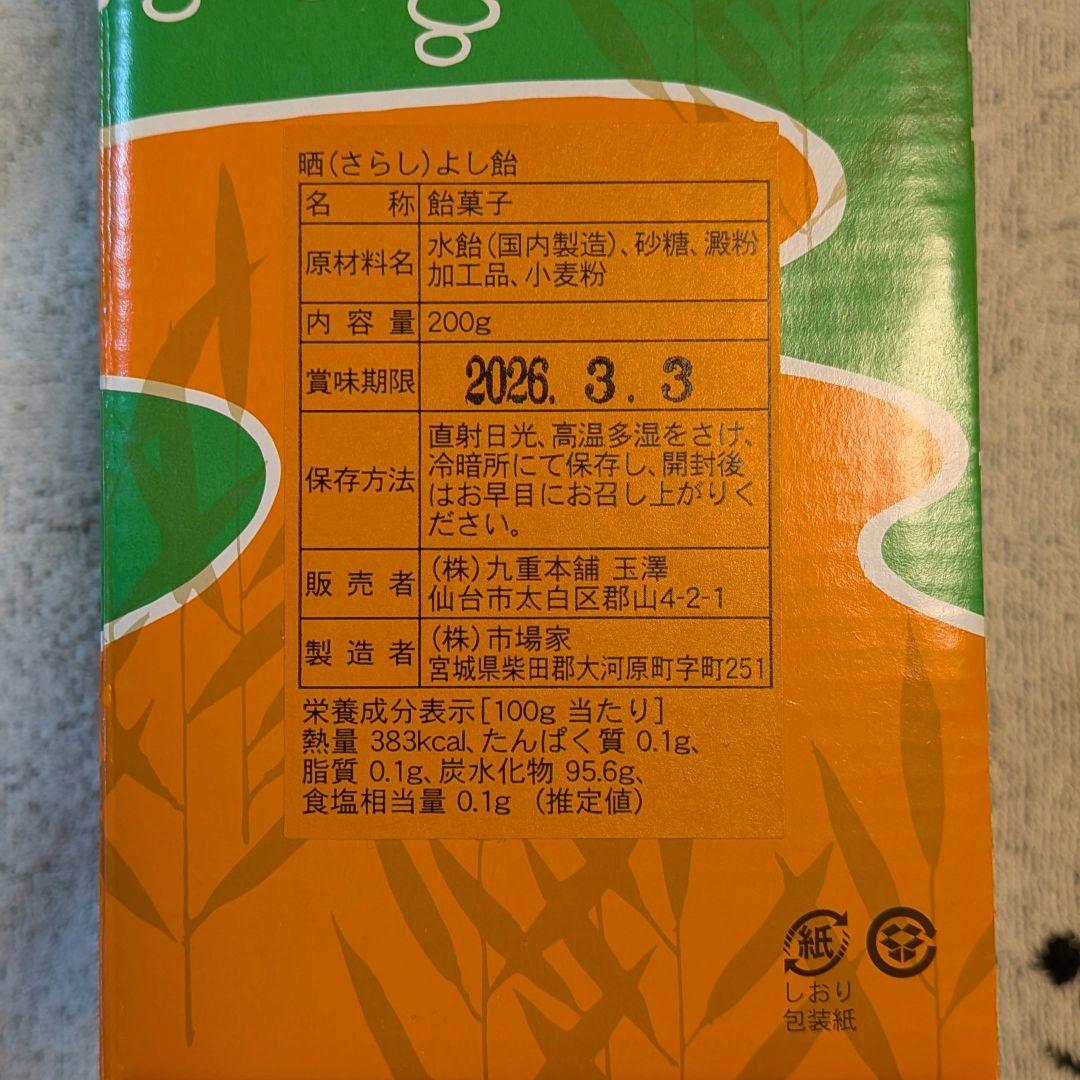 晒(さらし)よし飴
名称 飴菓子
原材料名 水飴(国内製造)、砂糖、澱粉
加工品、小麦粉
内容量 200g
賞味期限 2026. 3. 3
保存方法 直射日光、高温多湿をさけ、
冷暗所にて保存し、開封後
はお早目にお召し上がりく
ださい。
販売者 (株)九重本舗 玉澤
仙台市太白区郡山4-2-1
製造者 (株)市場家
宮城県柴田郡大河原町字町251
栄養成分表示[100g 当たり]
熱量 383kcal、たんぱく質 0.1g、
脂質 0.1g、炭水化物 95.6g、
食塩相当量 0.1g (推定値)
紙
しおり
包装紙